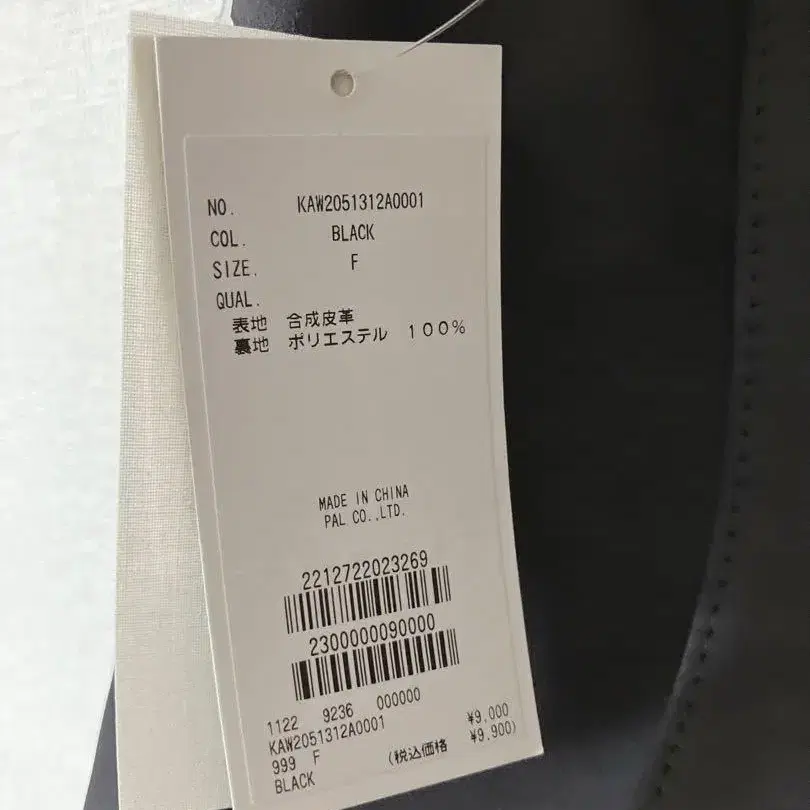 NO. KAW2051312A0001
COL. BLACK
SIZE. F
QUAL.
表地 合成皮革
裏地 ポリエステル 100%
MADE IN CHINA
PAL CO.,LTD.
2212722023269
2300000090000
1122 9236 000000
KAW2051312A0001 ¥9,000
999 F (税込価格 ¥9,900)
BLACK